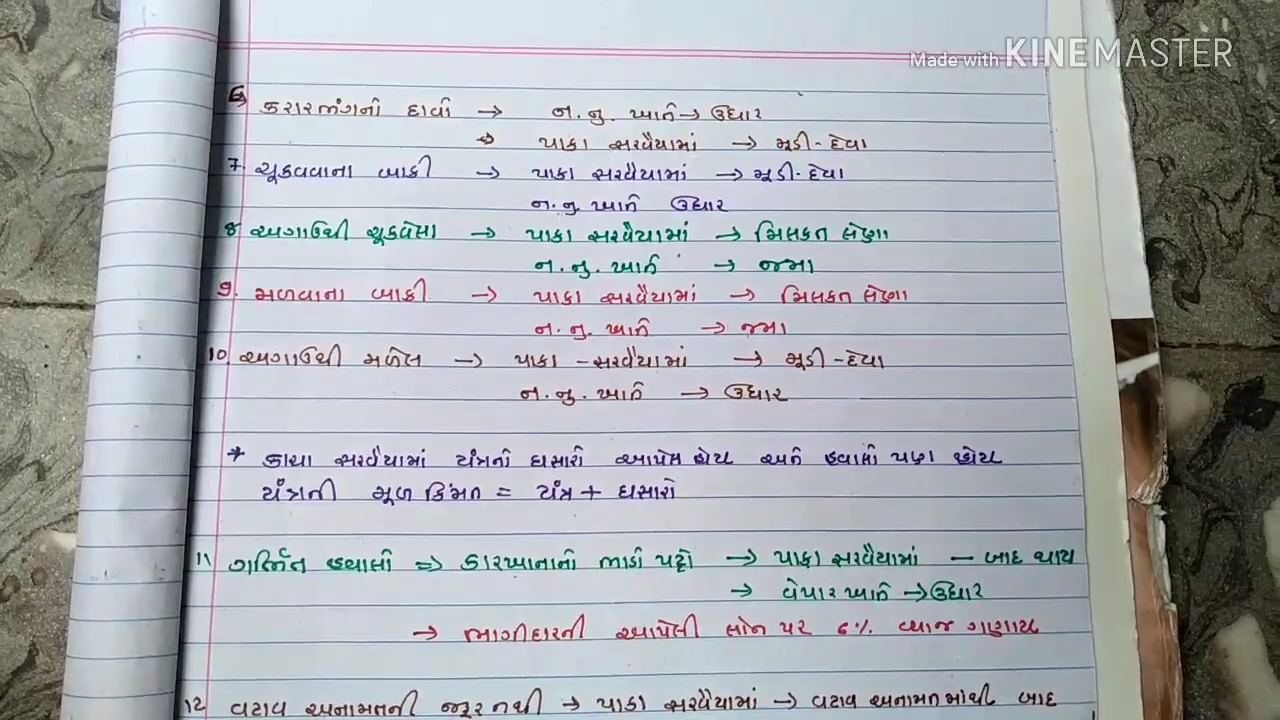 Made with KINEMASTER
6 કરારભંગનો દાવો → ન.નુ. ખાતે → ઉધાર
→ પાકા સરવૈયામાં → મૂડી-દેવા
7. ચૂકવવાના બાકી → પાકા સરવૈયામાં → મૂડી-દેવા
ન.નુ. ખાતે ઉધાર
8 અગાઉથી ચૂકવેલા → પાકા સરવૈયામાં → મિલકત લેણા
ન.નુ. ખાતે → જમા
9. મળવાના બાકી → પાકા સરવૈયામાં → મિલકત લેણા
ન.નુ. ખાતે → જમા
10. અગાઉથી મળેલ → પાકા - સરવૈયામાં → મૂડી-દેવા
ન.નુ. ખાતે → ઉધાર
* કાચા સરવૈયામાં યંત્રનો ઘસારો આપેલ હોય અને હવાલો પણ હોય
યંત્રની મૂળ કિંમત = યંત્ર + ઘસારો
11 ગર્ભિત હવાલો ⇒ કારખાનાનો ભાડા પટ્ટો → પાકા સરવૈયામાં – બાદ થાય
→ વેપાર ખાતે → ઉધાર
→ ભાગીદારની આપેલી લોન પર ૬% વ્યાજ ગણાય
12 વટાવ અનામતની જરૂર નથી → પાકા સરવૈયામાં → વટાવ અનામતમાંથી બાદ